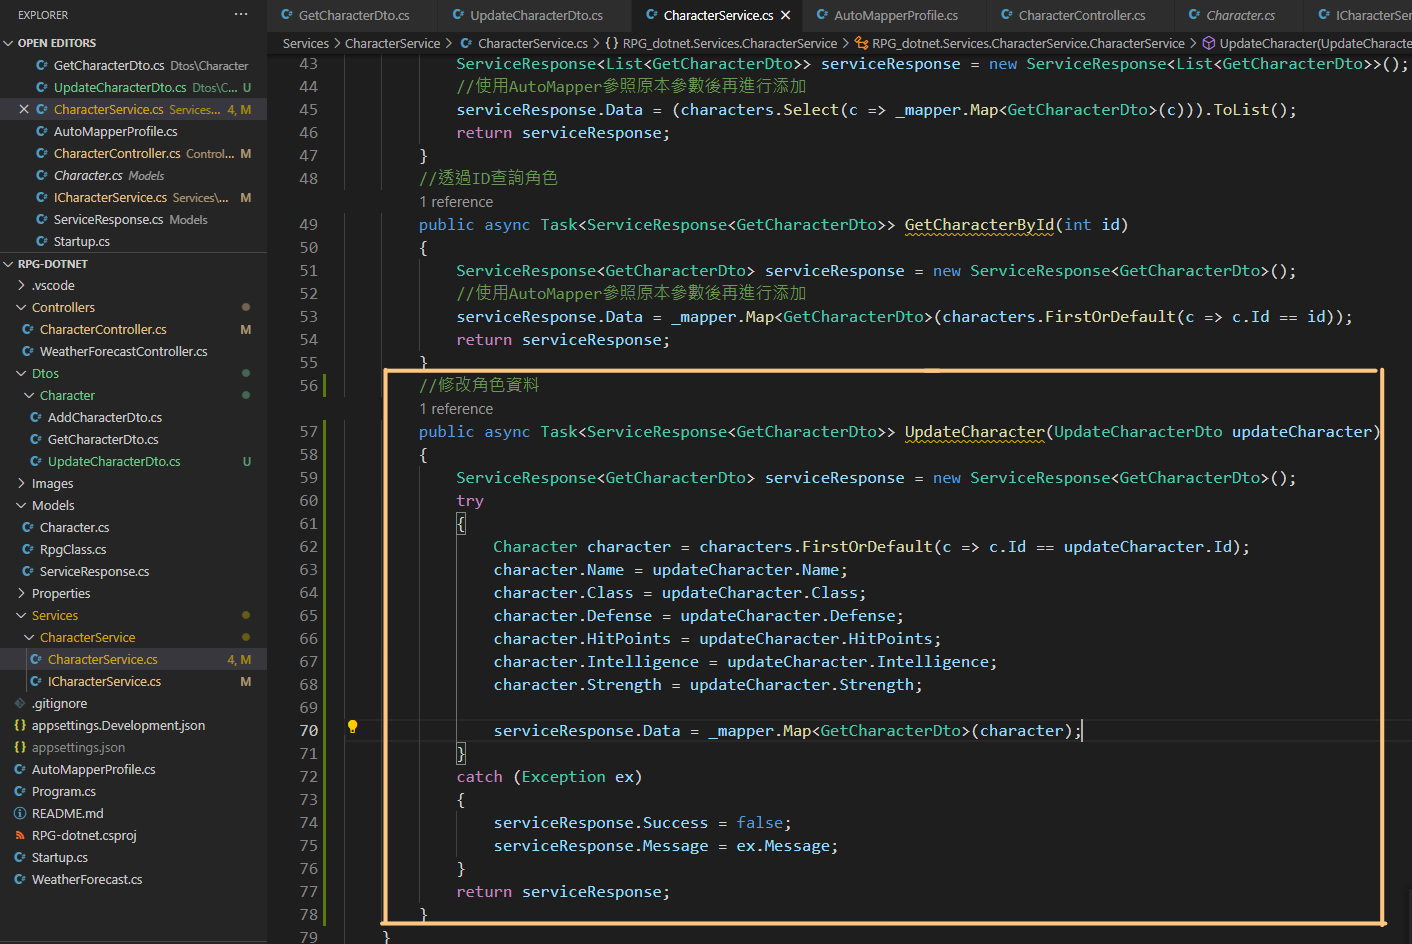 EXPLORER ···
OPEN EDITORS
GetCharacterDto.cs Dtos\Character
UpdateCharacterDto.cs Dtos\C... U
CharacterService.cs Services... 4, M
AutoMapperProfile.cs
CharacterController.cs Control... M
Character.cs Models
ICharacterService.cs Services\... M
ServiceResponse.cs Models
Startup.cs
RPG-DOTNET
.vscode
Controllers
CharacterController.cs M
WeatherForecastController.cs
Dtos
Character
AddCharacterDto.cs
GetCharacterDto.cs
UpdateCharacterDto.cs U
Images
Models
Character.cs
RpgClass.cs
ServiceResponse.cs
Properties
Services
CharacterService
CharacterService.cs 4, M
ICharacterService.cs M
.gitignore
appsettings.Development.json
appsettings.json
AutoMapperProfile.cs
Program.cs
README.md
RPG-dotnet.csproj
Startup.cs
WeatherForecast.cs
GetCharacterDto.cs UpdateCharacterDto.cs CharacterService.cs AutoMapperProfile.cs CharacterController.cs Character.cs ICharacterSer
Services > CharacterService > CharacterService.cs > {} RPG_dotnet.Services.CharacterService > RPG_dotnet.Services.CharacterService.CharacterService > UpdateCharacter(UpdateCharacte
43 ServiceResponse<List<GetCharacterDto>> serviceResponse = new ServiceResponse<List<GetCharacterDto>>();
44 //使用AutoMapper參照原本參數後再進行添加
45 serviceResponse.Data = (characters.Select(c => _mapper.Map<GetCharacterDto>(c))).ToList();
46 return serviceResponse;
47 }
48 //透過ID查詢角色
1 reference
49 public async Task<ServiceResponse<GetCharacterDto>> GetCharacterById(int id)
50 {
51 ServiceResponse<GetCharacterDto> serviceResponse = new ServiceResponse<GetCharacterDto>();
52 //使用AutoMapper參照原本參數後再進行添加
53 serviceResponse.Data = _mapper.Map<GetCharacterDto>(characters.FirstOrDefault(c => c.Id == id));
54 return serviceResponse;
55 }
56 //修改角色資料
1 reference
57 public async Task<ServiceResponse<GetCharacterDto>> UpdateCharacter(UpdateCharacterDto updateCharacter)
58 {
59 ServiceResponse<GetCharacterDto> serviceResponse = new ServiceResponse<GetCharacterDto>();
60 try
61 {
62 Character character = characters.FirstOrDefault(c => c.Id == updateCharacter.Id);
63 character.Name = updateCharacter.Name;
64 character.Class = updateCharacter.Class;
65 character.Defense = updateCharacter.Defense;
66 character.HitPoints = updateCharacter.HitPoints;
67 character.Intelligence = updateCharacter.Intelligence;
68 character.Strength = updateCharacter.Strength;
69
70 serviceResponse.Data = _mapper.Map<GetCharacterDto>(character);
71 }
72 catch (Exception ex)
73 {
74 serviceResponse.Success = false;
75 serviceResponse.Message = ex.Message;
76 }
77 return serviceResponse;
78 }
79 }